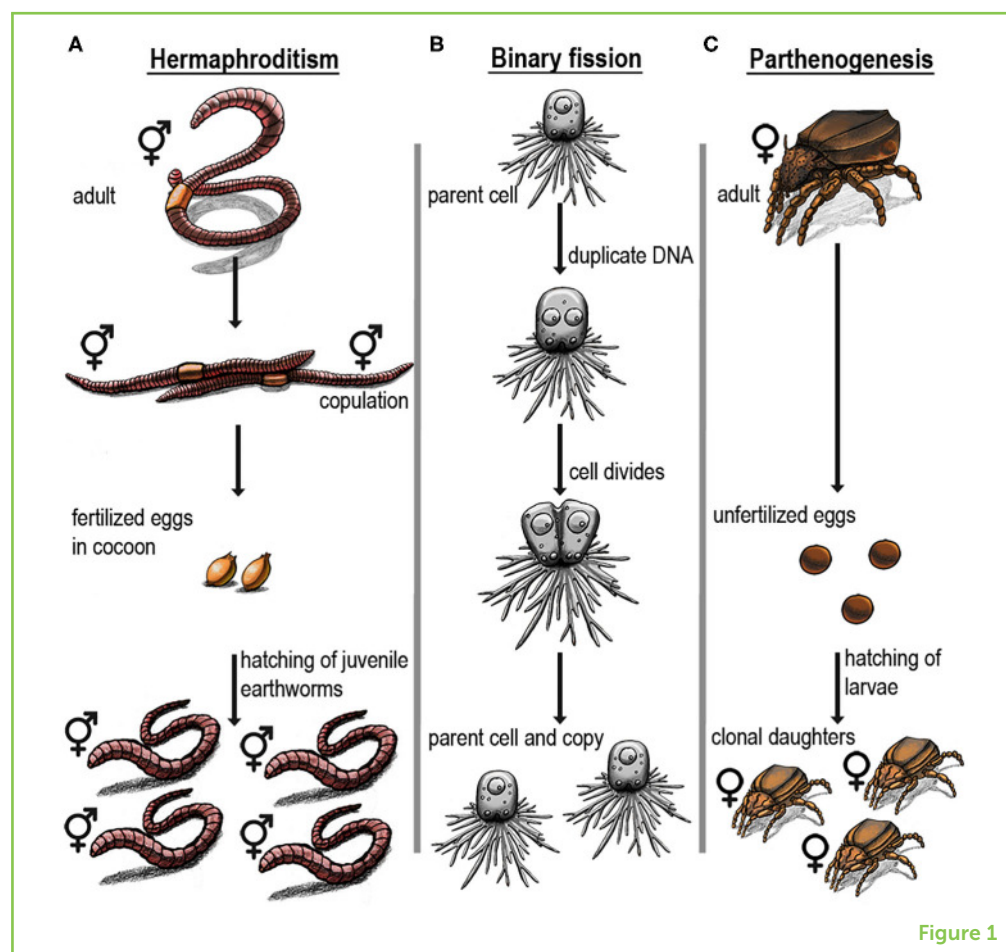 A
Hermaphroditism
adult
copulation
fertilized eggs
in cocoon
hatching of juvenile
earthworms
B
Binary fission
parent cell
duplicate DNA
cell divides
parent cell and copy
C
Parthenogenesis
adult
unfertilized eggs
hatching of
larvae
clonal daughters
Figure 1